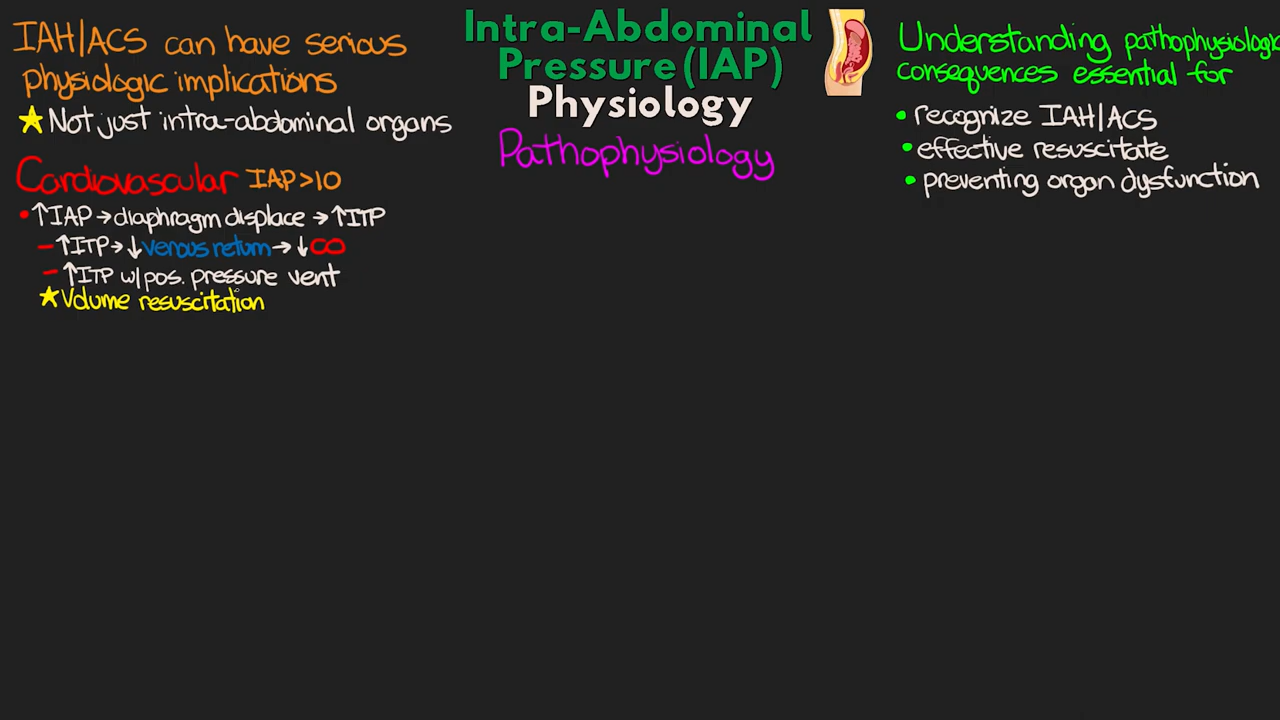 IAH/ACS can have serious
physiologic implications
★ Not just intra-abdominal organs
Cardiovascular IAP>10
• ↑IAP→diaphragm displace→↑ITP
- ↑ITP→↓venous return→↓CO
- ↑ITP w/pos. pressure vent
★Volume resuscitation
Intra-Abdominal
Pressure (IAP)
Physiology
Pathophysiology
Understanding pathophysiologic
consequences essential for
• recognize IAH/ACS
• effective resuscitate
• preventing organ dysfunction